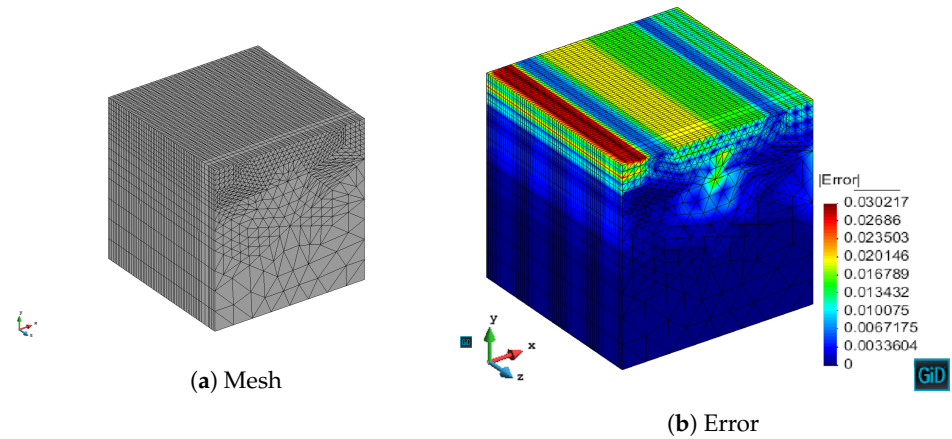 |Error|
0.030217
0.02686
0.023503
0.020146
0.016789
0.013432
0.010075
0.0067175
0.0033604
0
y
x
z
GiD
y
x
z
GiD
(a) Mesh
(b) Error